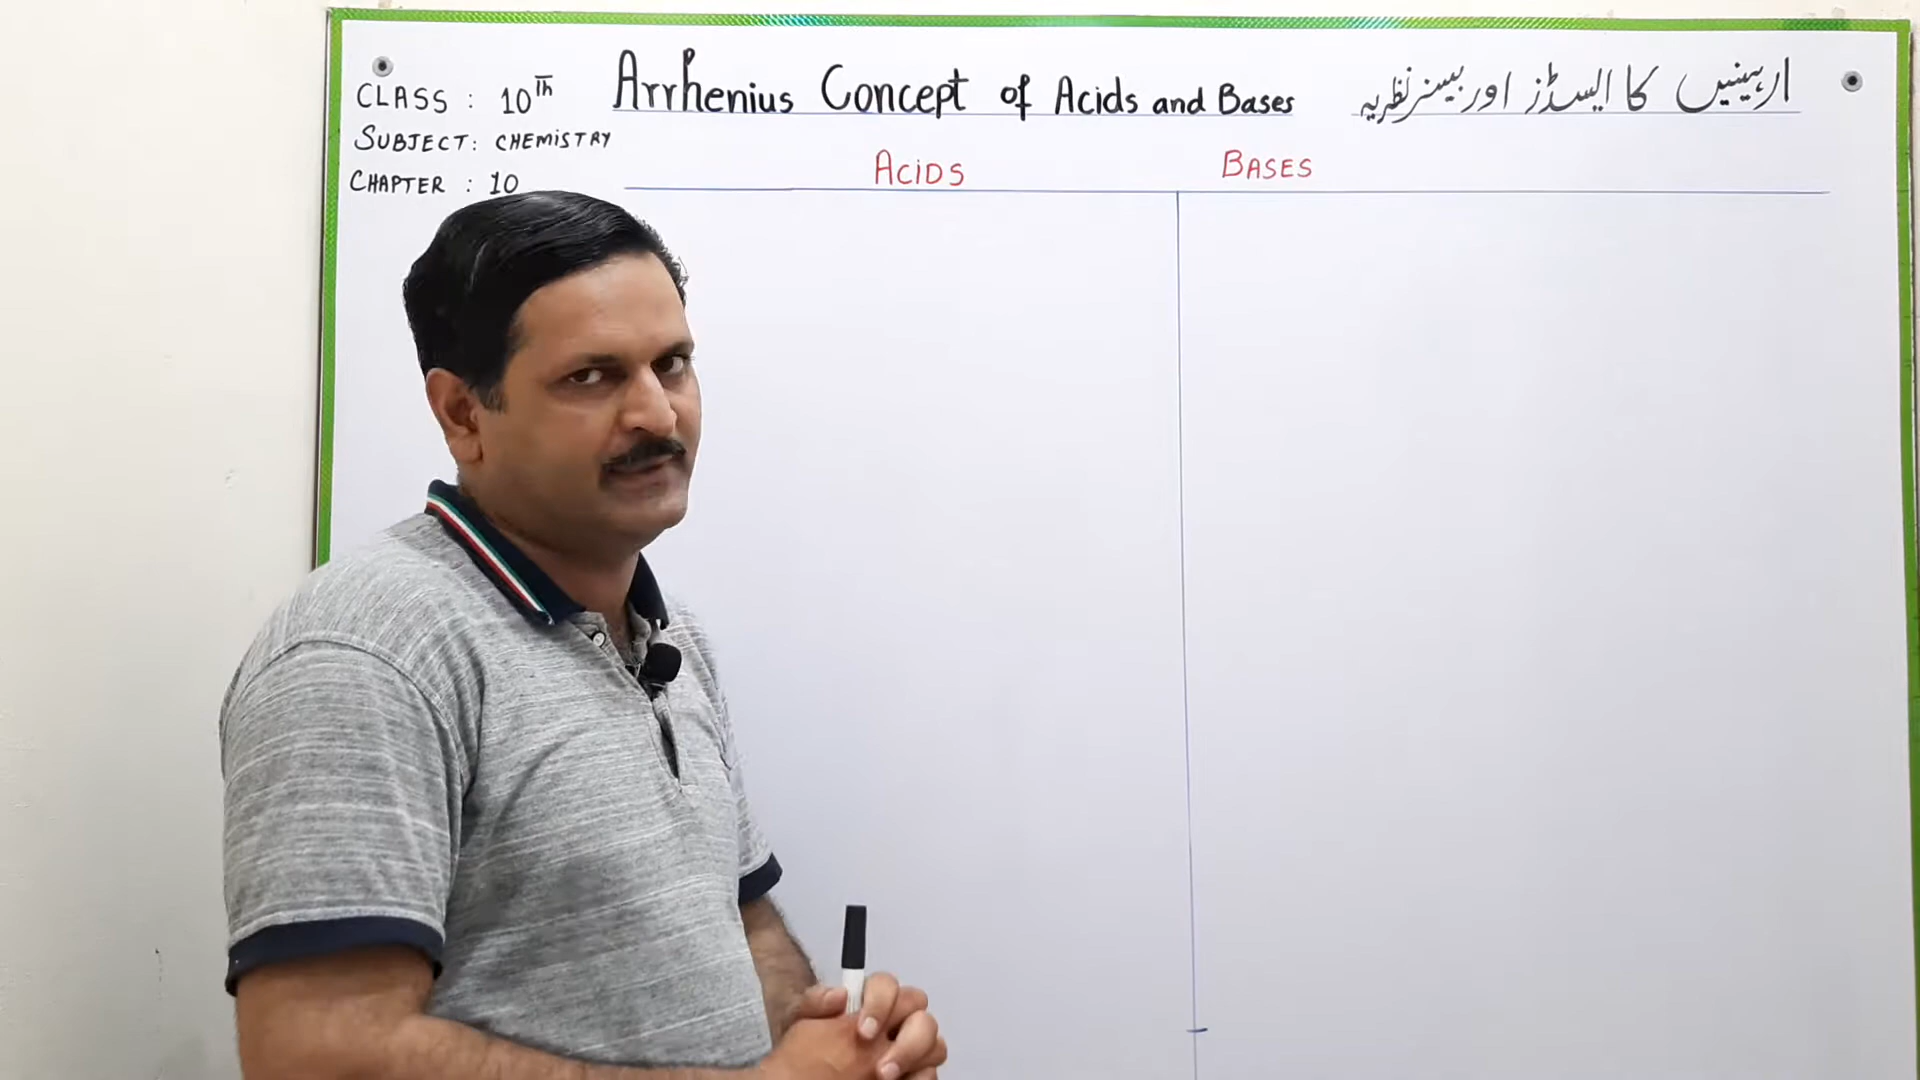 CLASS : 10Th
Arrhenius Concept of Acids and Bases
ارہینیس کا ایسڈز اور بیسز نظریہ
SUBJECT: CHEMISTRY
CHAPTER : 10
ACIDS
BASES